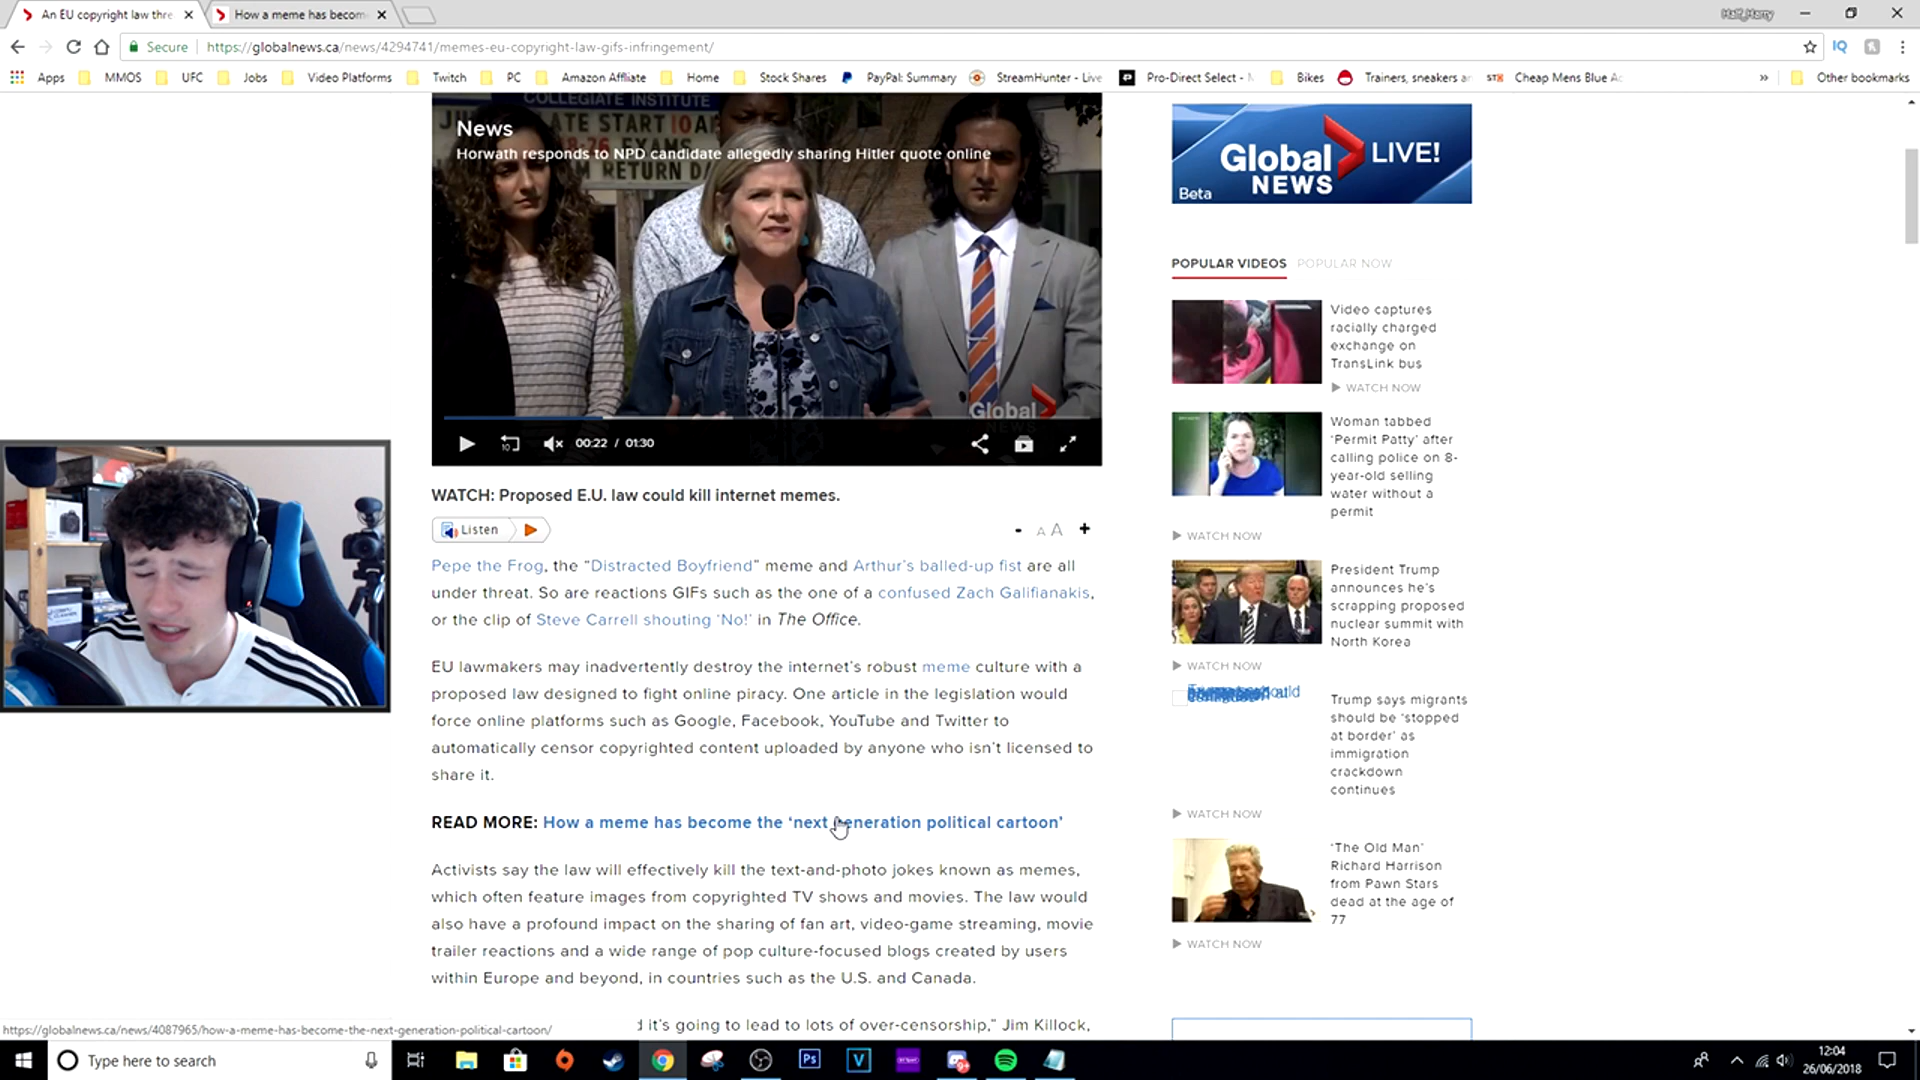 An EU copyright law thre
How a meme has becom
Half_Harry
Secure
https://globalnews.ca/news/4294741/memes-eu-copyright-law-gifs-infringement/
IQ
Apps
MMOS
UFC
Jobs
Video Platforms
Twitch
PC
Amazon Affliate
Home
Stock Shares
PayPal: Summary
StreamHunter - Live
Pro-Direct Select -
Bikes
Trainers, sneakers ar
Cheap Mens Blue A
Other bookmarks
COLLEGIATE INSTITUTE
News
Horwath responds to NPD candidate allegedly sharing Hitler quote online
RETURN
Global
NEWS
00:22 / 01:30
WATCH: Proposed E.U. law could kill internet memes.
Listen
- A A +
Pepe the Frog, the “Distracted Boyfriend” meme and Arthur’s balled-up fist are all
under threat. So are reactions GIFs such as the one of a confused Zach Galifianakis,
or the clip of Steve Carrell shouting ‘No!’ in The Office.
EU lawmakers may inadvertently destroy the internet’s robust meme culture with a
proposed law designed to fight online piracy. One article in the legislation would
force online platforms such as Google, Facebook, YouTube and Twitter to
automatically censor copyrighted content uploaded by anyone who isn’t licensed to
share it.
READ MORE: How a meme has become the ‘next generation political cartoon’
Activists say the law will effectively kill the text-and-photo jokes known as memes,
which often feature images from copyrighted TV shows and movies. The law would
also have a profound impact on the sharing of fan art, video-game streaming, movie
trailer reactions and a wide range of pop culture-focused blogs created by users
within Europe and beyond, in countries such as the U.S. and Canada.
d it’s going to lead to lots of over-censorship,” Jim Killock,
Global
NEWS
LIVE!
Beta
POPULAR VIDEOS
POPULAR NOW
Video captures
racially charged
exchange on
TransLink bus
WATCH NOW
Woman tabbed
‘Permit Patty’ after
calling police on 8-
year-old selling
water without a
permit
WATCH NOW
President Trump
announces he’s
scrapping proposed
nuclear summit with
North Korea
WATCH NOW
Trump says migrants
should be ‘stopped
at border’ as
immigration
crackdown
continues
WATCH NOW
‘The Old Man’
Richard Harrison
from Pawn Stars
dead at the age of
77
WATCH NOW
https://globalnews.ca/news/4087965/how-a-meme-has-become-the-next-generation-political-cartoon/
Type here to search
Ps
V
12:04
26/06/2018